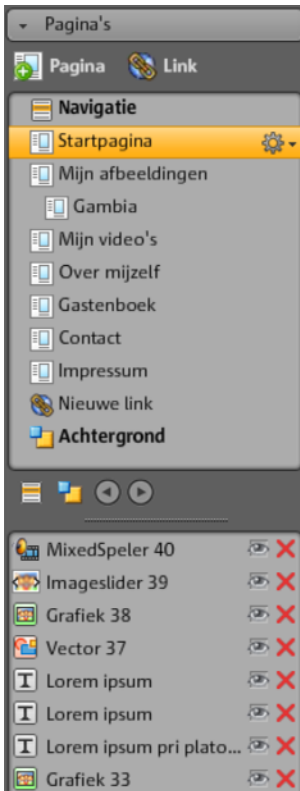 Pagina's
Pagina Link
Navigatie
Startpagina
Mijn afbeeldingen
Gambia
Mijn video's
Over mijzelf
Gastenboek
Contact
Impressum
Nieuwe link
Achtergrond
MixedSpeler 40
Imageslider 39
Grafiek 38
Vector 37
T Lorem ipsum
T Lorem ipsum
T Lorem ipsum pri plato...
Grafiek 33